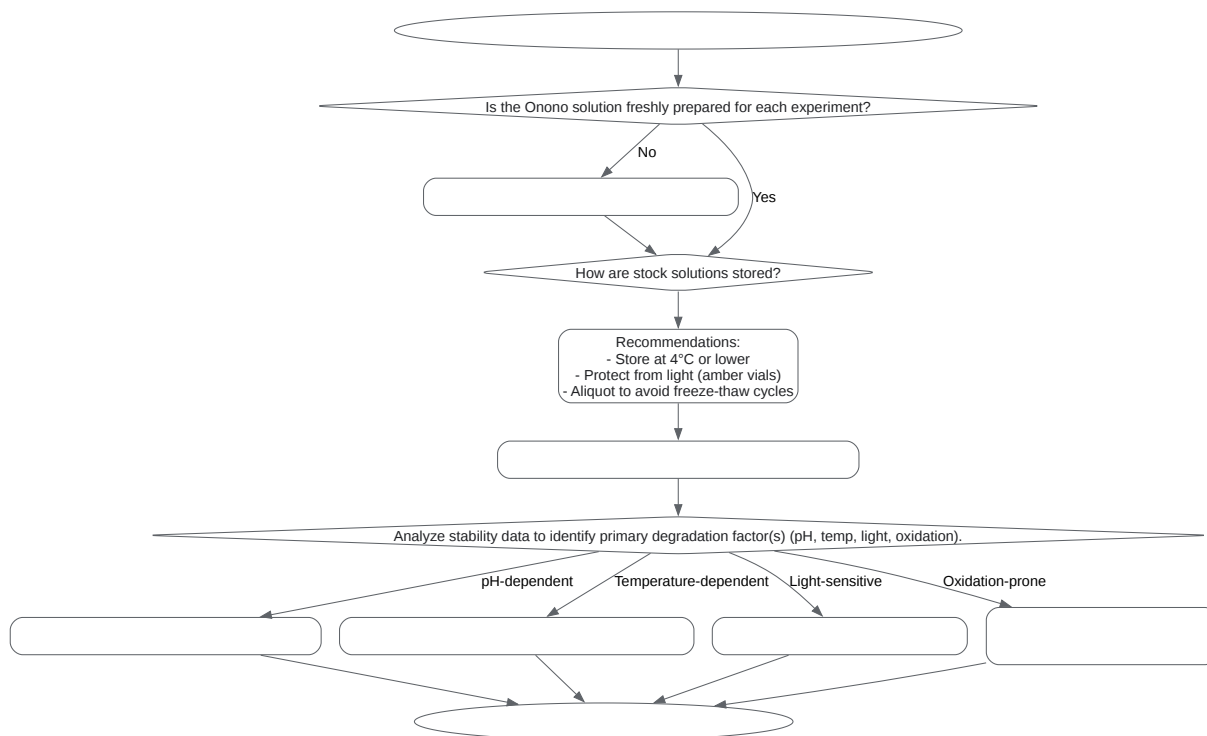 Is the Onono solution freshly prepared for each experiment?
No
Yes
How are stock solutions stored?
Recommendations:
- Store at 4°C or lower
- Protect from light (amber vials)
- Aliquot to avoid freeze-thaw cycles
Analyze stability data to identify primary degradation factor(s) (pH, temp, light, oxidation).
pH-dependent
Temperature-dependent
Light-sensitive
Oxidation-prone